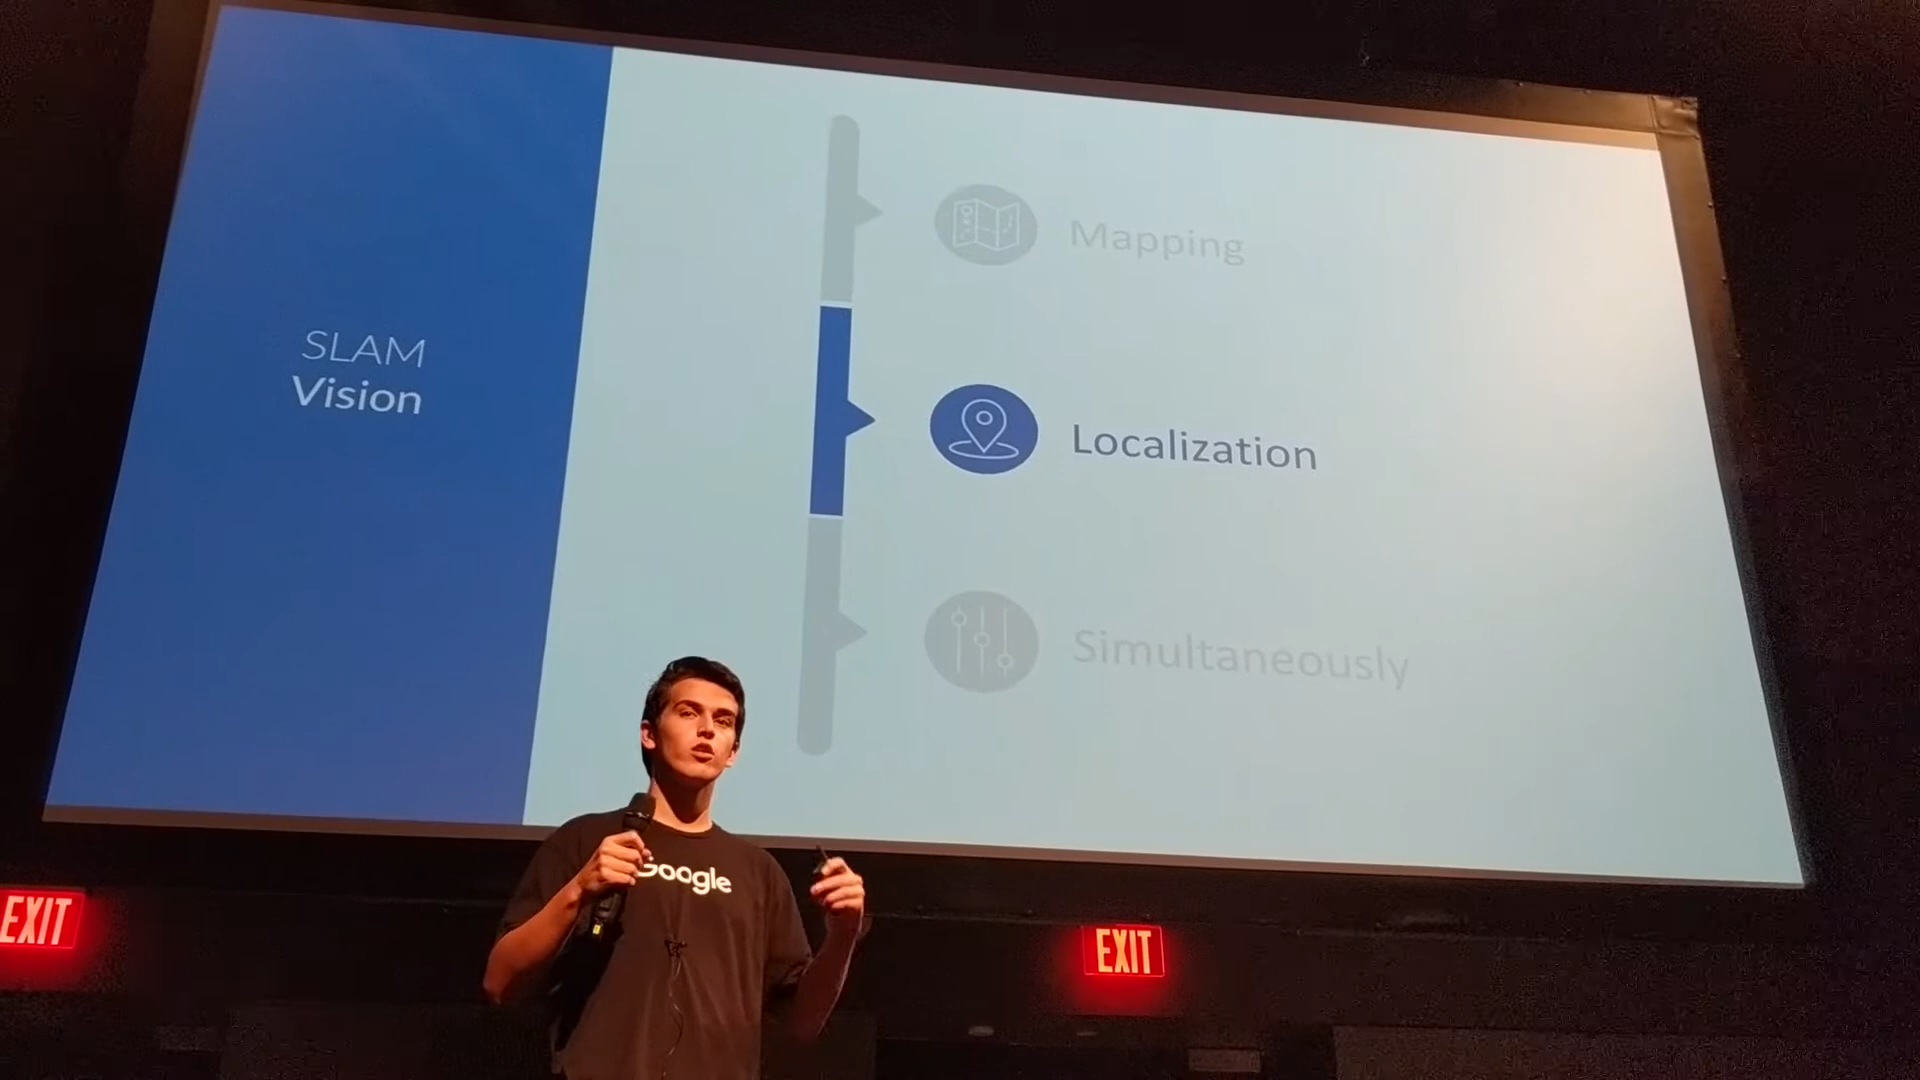 SLAM
Vision
Mapping
Localization
Simultaneously
Google
EXIT
EXIT